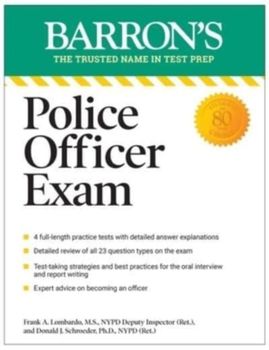 BARRON'S
THE TRUSTED NAME IN TEST PREP
Police
Officer
Exam
80
4 full-length practice tests with detailed answer explanations
Detailed review of all 23 question types on the exam
Test-taking strategies and best practices for the oral interview
and report writing
Expert advice on becoming an officer
Frank A. Lombardo, M.S., NYPD Deputy Inspector (Ret.),
and Donald J. Schroeder, Ph.D., NYPD (Ret.)